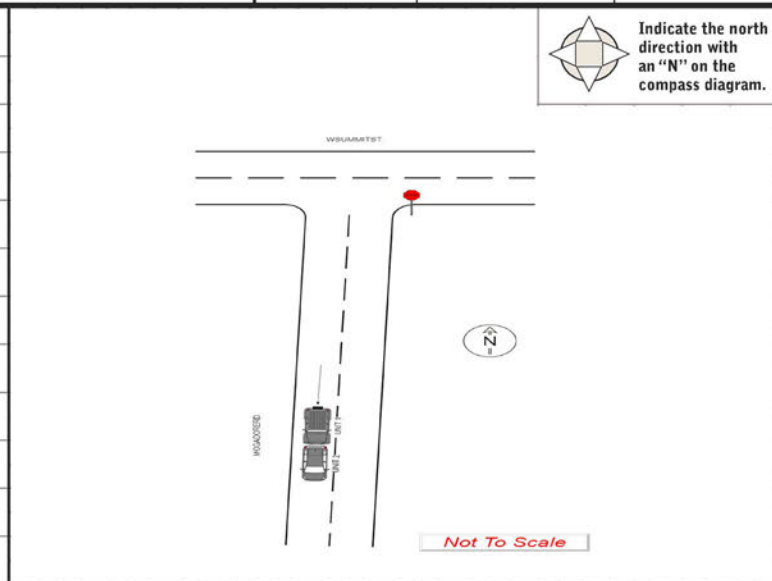 Indicate the north
direction with
an “N” on the
compass diagram.
WSUMMITST
N
MOGADORERD
UNIT 1
UNIT 2
Not To Scale